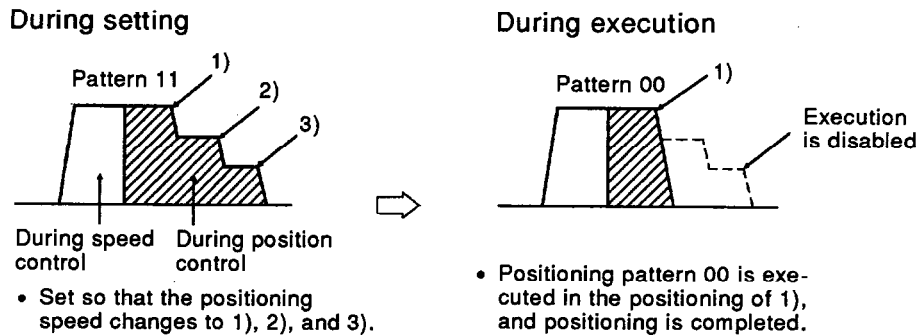 During setting
Pattern 11
1)
2)
3)
During speed
control
During position
control
• Set so that the positioning
speed changes to 1), 2), and 3).
During execution
Pattern 00
1)
Execution
is disabled
• Positioning pattern 00 is exe-
cuted in the positioning of 1),
and positioning is completed.